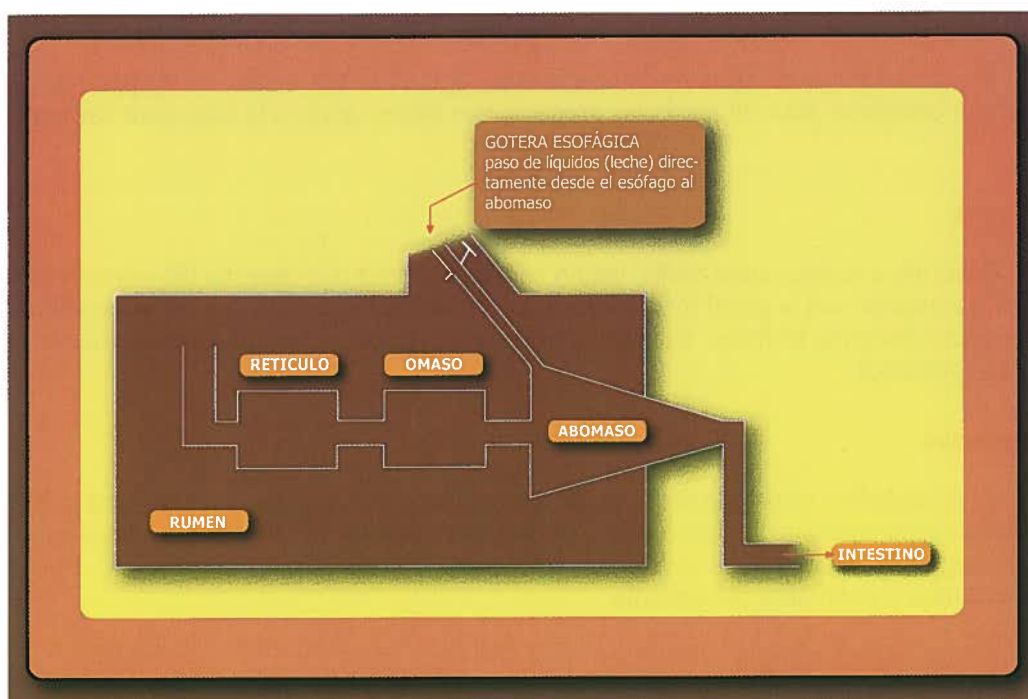 GOTERA ESOFÁGICA
paso de líquidos (leche) direc-
tamente desde el esófago al
abomaso
RETICULO
OMASO
ABOMASO
RUMEN
INTESTINO